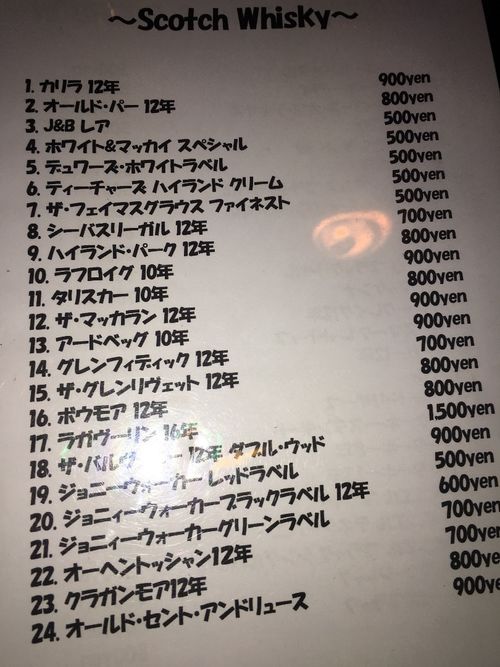 〜Scotch Whisky〜
1. カリラ 12年 900yen
2. オールド・パー 12年 800yen
3. J&B レア 500yen
4. ホワイト&マッカイ スペシャル 500yen
5. デュワーズ・ホワイトラベル 500yen
6. ティーチャーズ ハイランド クリーム 500yen
7. ザ・フェイマスグラウス ファイネスト 500yen
8. シーバスリーガル 12年 700yen
9. ハイランド・パーク 12年 800yen
10. ラフロイグ 10年 900yen
11. タリスカー 10年 800yen
12. ザ・マッカラン 12年 900yen
13. アードベッグ 10年 900yen
14. グレンフィディック 12年 700yen
15. ザ・グレンリヴェット 12年 800yen
16. ボウモア 12年 800yen
17. ラガヴーリン 16年 1,500yen
18. 12年 ダブル・ウッド 900yen
19. ジョニーウォーカー レッドラベル 500yen
20. ジョニィーウォーカーブラックラベル 12年 600yen
21. ジョニィーウォーカーグリーンラベル 700yen
22. オーヘントッシャン12年 700yen
23. クラガンモア12年 800yen
24. オールド・セント・アンドリュース 900ye